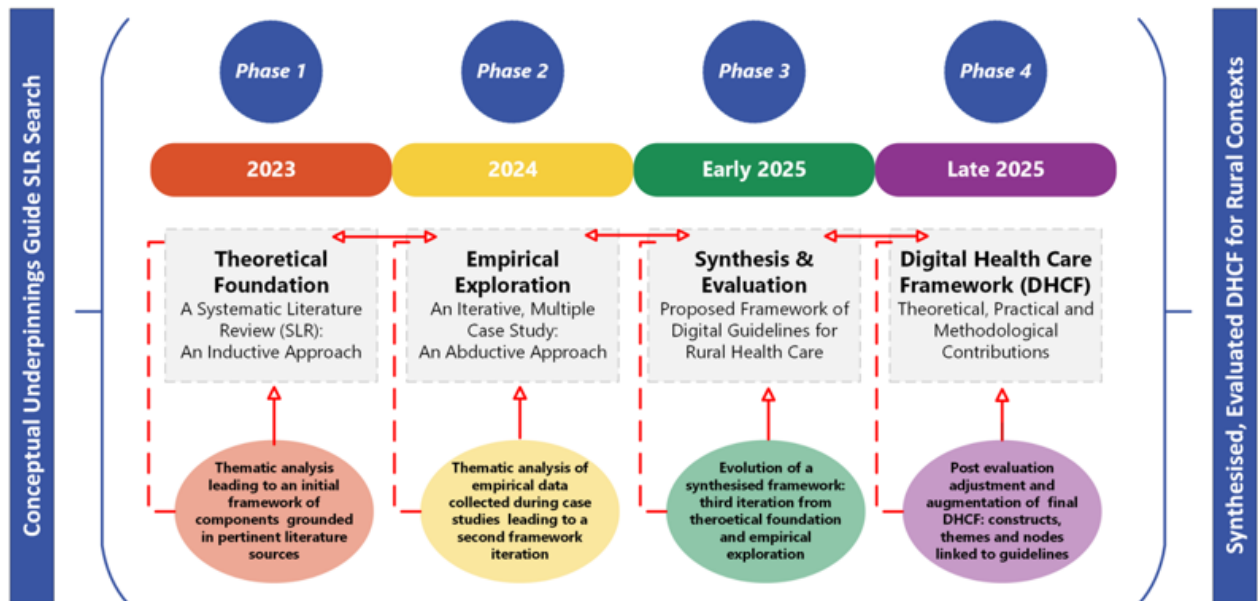 Conceptual Underpinnings Guide SLR Search
Phase 1
Phase 2
Phase 3
Phase 4
2023
2024
Early 2025
Late 2025
Theoretical
Foundation
A Systematic Literature
Review (SLR):
An Inductive Approach
Empirical
Exploration
An Iterative, Multiple
Case Study:
An Abductive Approach
Synthesis &
Evaluation
Proposed Framework of
Digital Guidelines for
Rural Health Care
Digital Health Care
Framework (DHCF)
Theoretical, Practical and
Methodological
Contributions
Thematic analysis
leading to an initial
framework of
components grounded
in pertinent literature
sources
Thematic analysis of
empirical data
collected during case
studies leading to a
second framework
iteration
Evolution of a
synthesised framework:
third iteration from
theroetical foundation
and empirical
exploration
Post evaluation
adjustment and
augmentation of final
DHCF: constructs,
themes and nodes
linked to guidelines
Synthesised, Evaluated DHCF for Rural Contexts